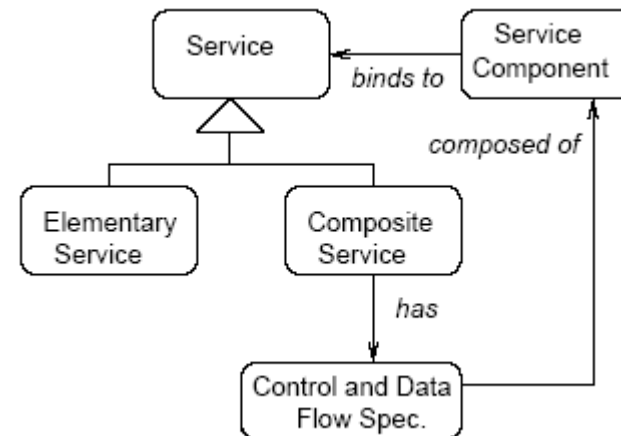 Service
Service
Component
binds to
composed of
Elementary
Service
Composite
Service
has
Control and Data
Flow Spec.